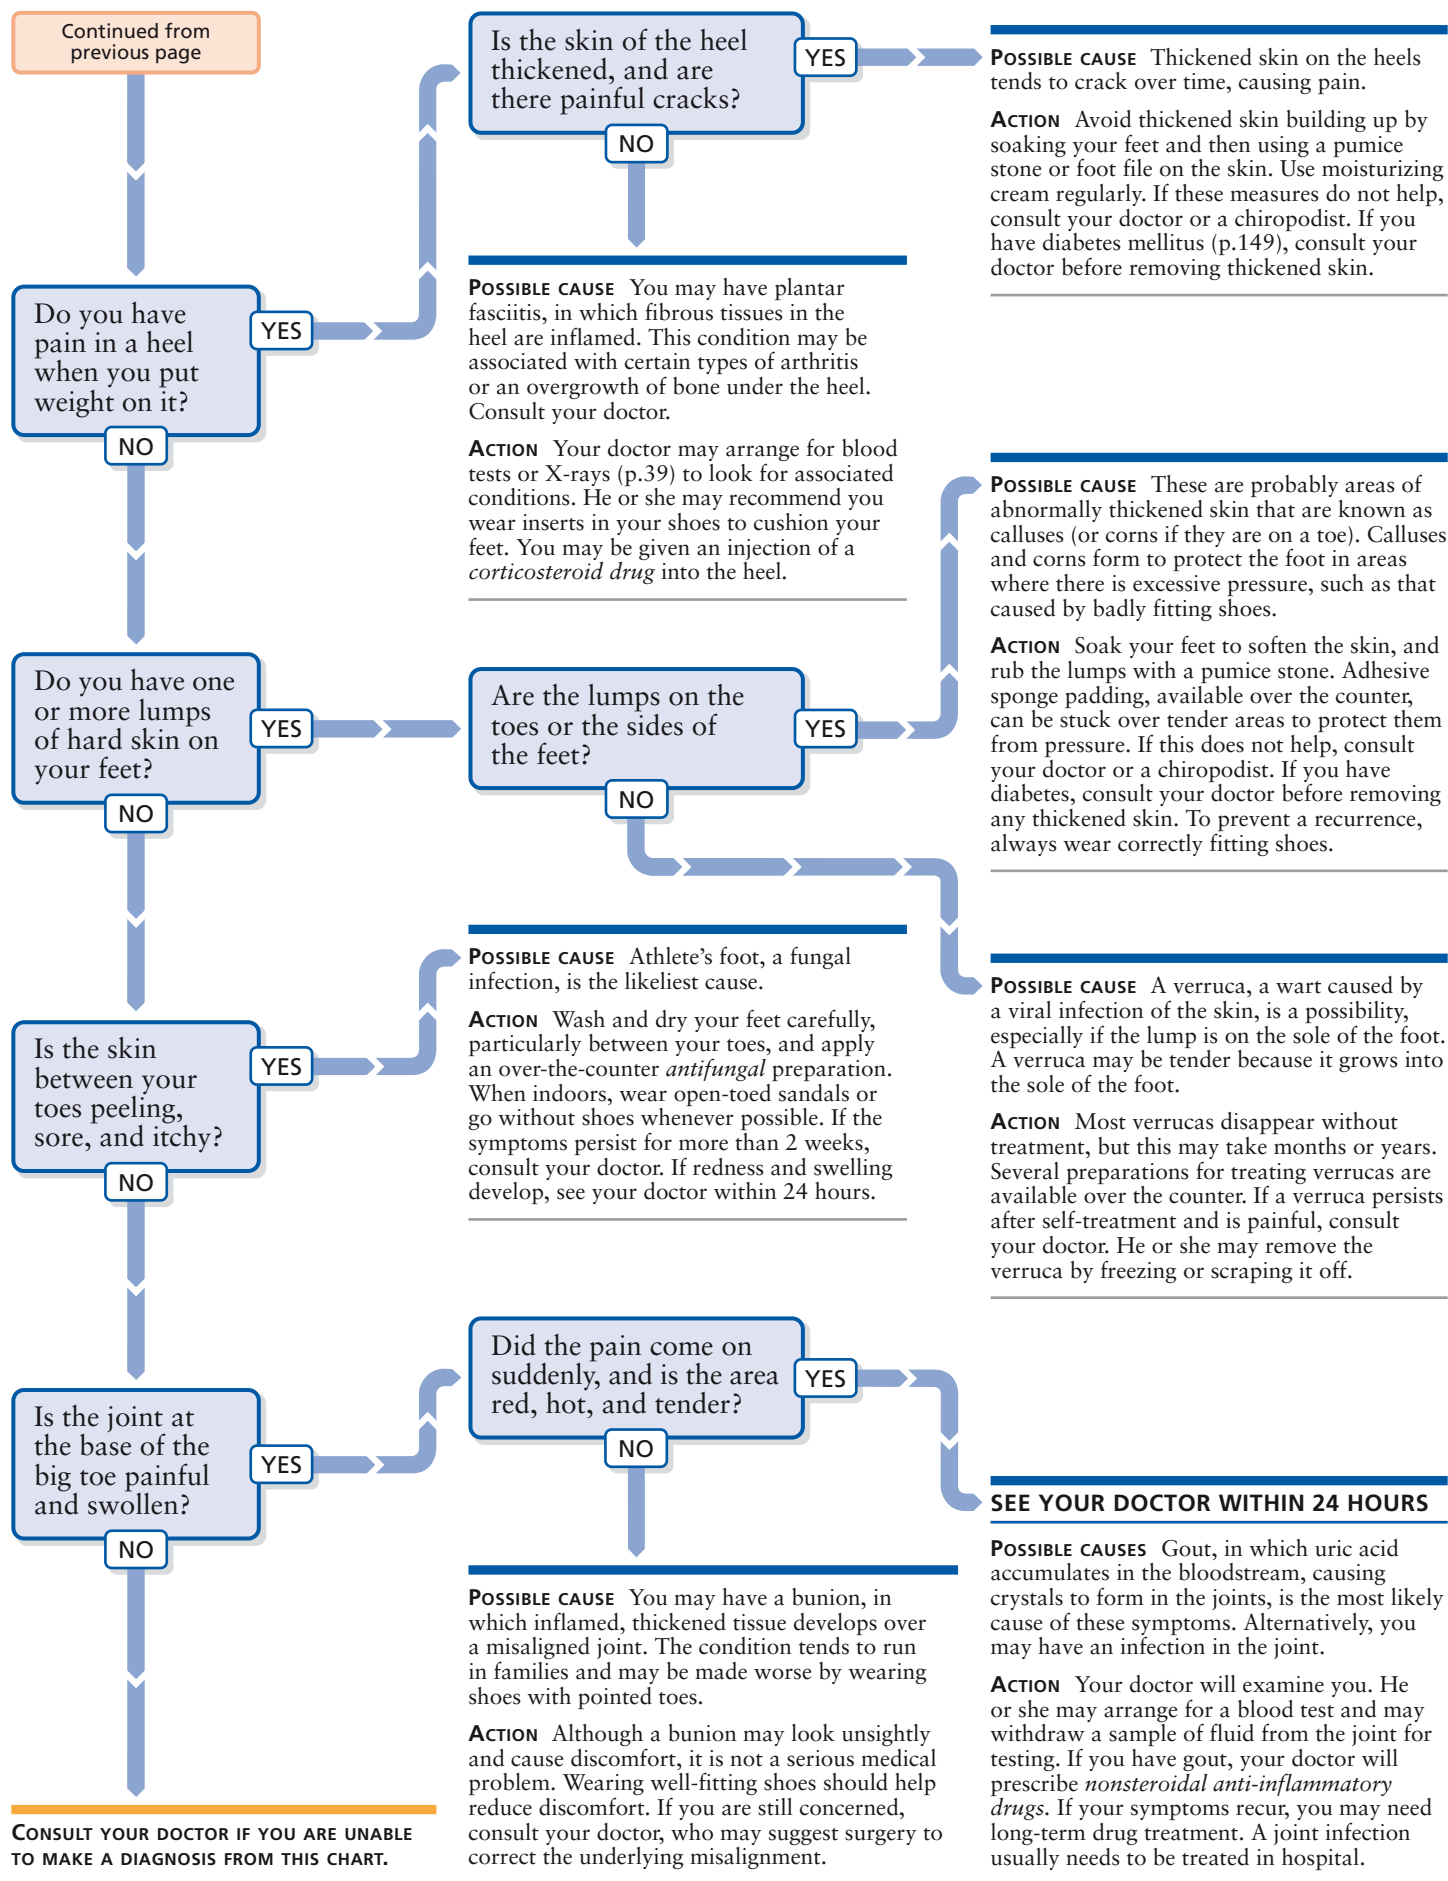 Continued from
previous page
Do you have
pain in a heel
when you put
weight on it?
YES
NO
Is the skin of the heel
thickened, and are
there painful cracks?
YES
NO
POSSIBLE CAUSE Thickened skin on the heels
tends to crack over time, causing pain.
ACTION Avoid thickened skin building up by
soaking your feet and then using a pumice
stone or foot file on the skin. Use moisturizing
cream regularly. If these measures do not help,
consult your doctor or a chiropodist. If you
have diabetes mellitus (p.149), consult your
doctor before removing thickened skin.
POSSIBLE CAUSE You may have plantar
fasciitis, in which fibrous tissues in the
heel are inflamed. This condition may be
associated with certain types of arthritis
or an overgrowth of bone under the heel.
Consult your doctor.
ACTION Your doctor may arrange for blood
tests or X-rays (p.39) to look for associated
conditions. He or she may recommend you
wear inserts in your shoes to cushion your
feet. You may be given an injection of a
corticosteroid drug into the heel.
Do you have one
or more lumps
of hard skin on
your feet?
YES
NO
Are the lumps on the
toes or the sides of
the feet?
YES
NO
POSSIBLE CAUSE These are probably areas of
abnormally thickened skin that are known as
calluses (or corns if they are on a toe). Calluses
and corns form to protect the foot in areas
where there is excessive pressure, such as that
caused by badly fitting shoes.
ACTION Soak your feet to soften the skin, and
rub the lumps with a pumice stone. Adhesive
sponge padding, available over the counter,
can be stuck over tender areas to protect them
from pressure. If this does not help, consult
your doctor or a chiropodist. If you have
diabetes, consult your doctor before removing
any thickened skin. To prevent a recurrence,
always wear correctly fitting shoes.
POSSIBLE CAUSE A verruca, a wart caused by
a viral infection of the skin, is a possibility,
especially if the lump is on the sole of the foot.
A verruca may be tender because it grows into
the sole of the foot.
ACTION Most verrucas disappear without
treatment, but this may take months or years.
Several preparations for treating verrucas are
available over the counter. If a verruca persists
after self-treatment and is painful, consult
your doctor. He or she may remove the
verruca by freezing or scraping it off.
Is the skin
between your
toes peeling,
sore, and itchy?
YES
NO
POSSIBLE CAUSE Athlete's foot, a fungal
infection, is the likeliest cause.
ACTION Wash and dry your feet carefully,
particularly between your toes, and apply
an over-the-counter antifungal preparation.
When indoors, wear open-toed sandals or
go without shoes whenever possible. If the
symptoms persist for more than 2 weeks,
consult your doctor. If redness and swelling
develop, see your doctor within 24 hours.
Is the joint at
the base of the
big toe painful
and swollen?
YES
NO
Did the pain come on
suddenly, and is the area
red, hot, and tender?
YES
NO
SEE YOUR DOCTOR WITHIN 24 HOURS
POSSIBLE CAUSES Gout, in which uric acid
accumulates in the bloodstream, causing
crystals to form in the joints, is the most likely
cause of these symptoms. Alternatively, you
may have an infection in the joint.
ACTION Your doctor will examine you. He
or she may arrange for a blood test and may
withdraw a sample of fluid from the joint for
testing. If you have gout, your doctor will
prescribe nonsteroidal anti-inflammatory
drugs. If your symptoms recur, you may need
long-term drug treatment. A joint infection
usually needs to be treated in hospital.
POSSIBLE CAUSE You may have a bunion, in
which inflamed, thickened tissue develops over
a misaligned joint. The condition tends to run
in families and may be made worse by wearing
shoes with pointed toes.
ACTION Although a bunion may look unsightly
and cause discomfort, it is not a serious medical
problem. Wearing well-fitting shoes should help
reduce discomfort. If you are still concerned,
consult your doctor, who may suggest surgery to
correct the underlying misalignment.
CONSULT YOUR DOCTOR IF YOU ARE UNABLE
TO MAKE A DIAGNOSIS FROM THIS CHART.